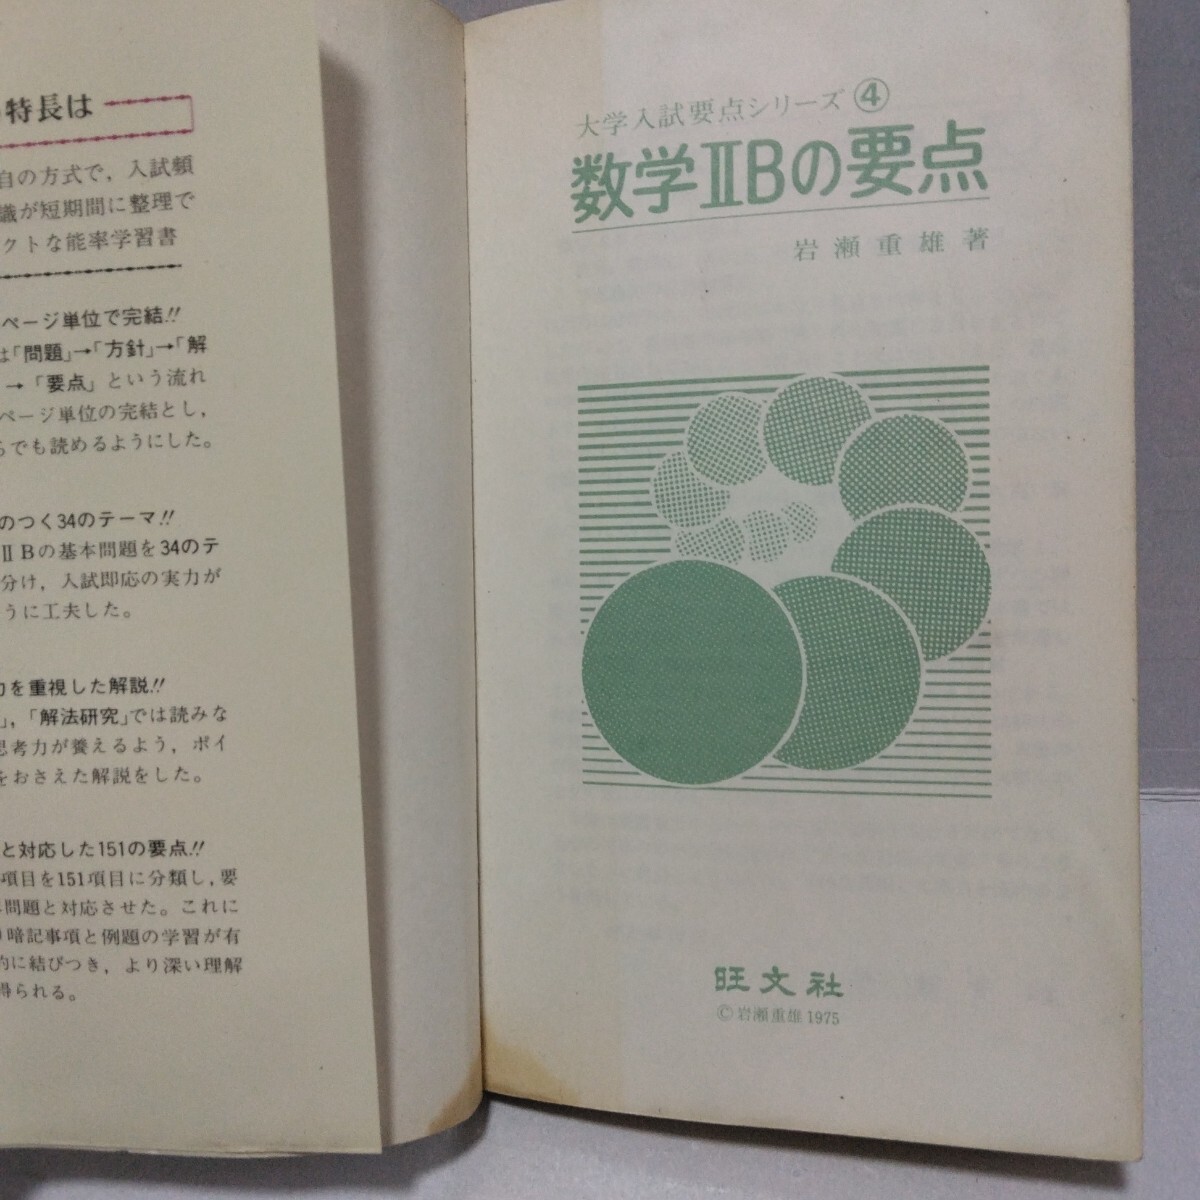 特長は
自の方式で，入試頻
識が短期間に整理で
クトな能率学習書
ページ単位で完結!!
は「問題」→「方針」→「解
→「要点」という流れ
ページ単位の完結とし，
らでも読めるようにした。
のつく34のテーマ!!
ⅡBの基本問題を34のテ
分け，入試即応の実力が
うに工夫した。
力を重視した解説!!
」，「解法研究」では読みな
思考力が養えるよう，ポイ
をおさえた解説をした。
と対応した151の要点!!
項目を151項目に分類し，要
問題と対応させた。これに
り暗記事項と例題の学習が有
的に結びつき，より深い理解
得られる。
大学入試要点シリーズ④
数学ⅡBの要点
岩瀬重雄著
旺文社
©岩瀬重雄1975